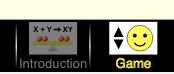 X + Y → XY
Introduction
Game